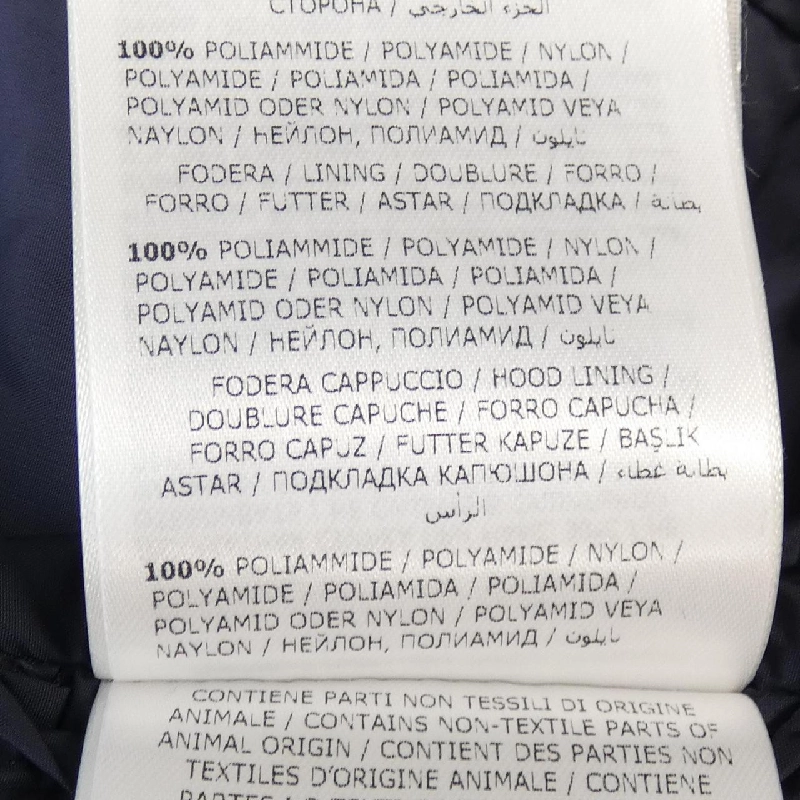 СТОРОНА / الجزء الخارجي
100% POLIAMMIDE / POLYAMIDE / NYLON /
POLYAMIDE / POLIAMIDA / POLIAMIDA /
POLYAMID ODER NYLON / POLYAMID VEYA
NAYLON / НЕЙЛОН, ПОЛИАМИД / نايلون
FODERA / LINING / DOUBLURE / FORRO /
FORRO / FUTTER / ASTAR / ПОДКЛАДКА / بطانة
100% POLIAMMIDE / POLYAMIDE / NYLON /
POLYAMIDE / POLIAMIDA / POLIAMIDA /
POLYAMID ODER NYLON / POLYAMID VEYA
NAYLON / НЕЙЛОН, ПОЛИАМИД / نايلون
FODERA CAPPUCCIO / HOOD LINING /
DOUBLURE CAPUCHE / FORRO CAPUCHA /
FORRO CAPUZ / FUTTER KAPUZE / BAŞLIK
ASTAR / ПОДКЛАДКА КАПЮШОНА / بطانة غطاء
الرأس
100% POLIAMMIDE / POLYAMIDE / NYLON /
POLYAMIDE / POLIAMIDA / POLIAMIDA /
POLYAMID ODER NYLON / POLYAMID VEYA
NAYLON / НЕЙЛОН, ПОЛИАМИД / نايلون
CONTIENE PARTI NON TESSILI DI ORIGINE
ANIMALE / CONTAINS NON-TEXTILE PARTS OF
ANIMAL ORIGIN / CONTIENT DES PARTIES NON
TEXTILES D'ORIGINE ANIMALE / CONTIENE
PARTES